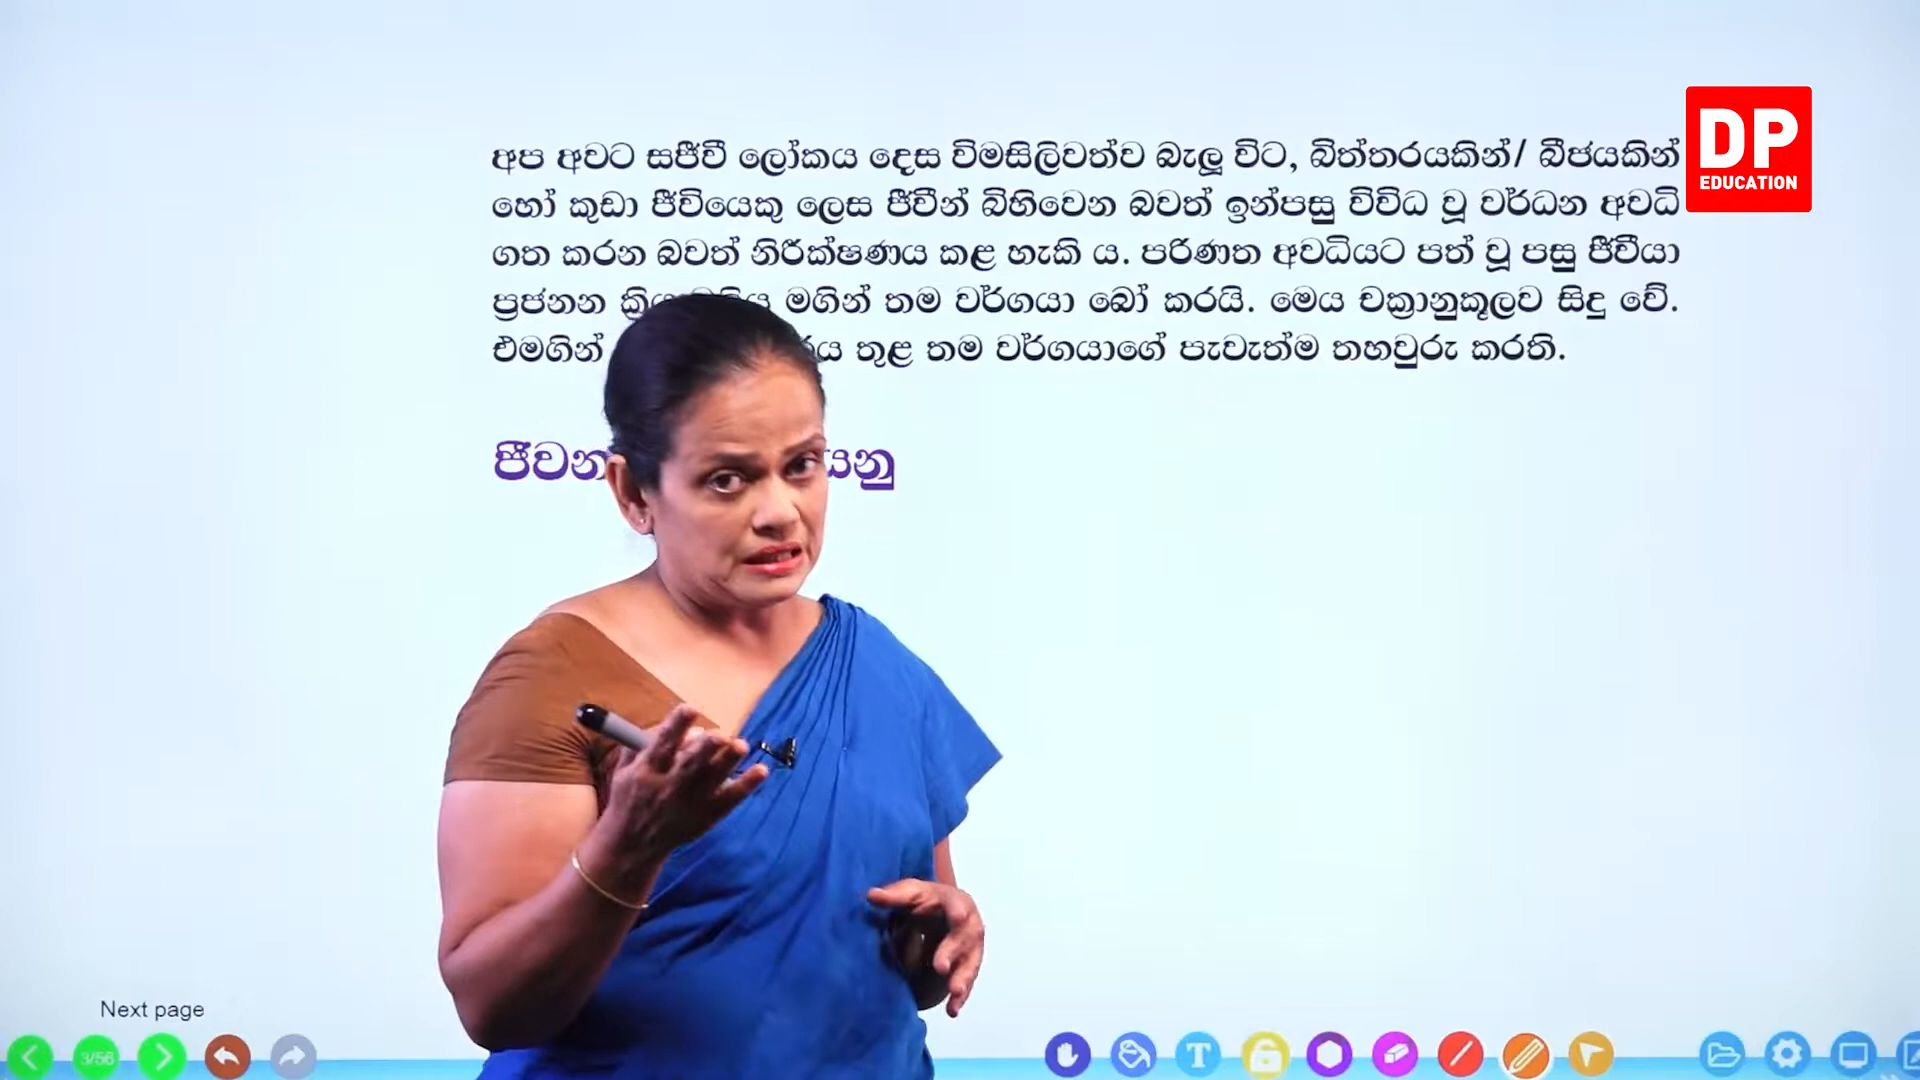 අප අවට සජීවී ලෝකය දෙස විමසිලිවත්ව බැලූ විට, බිත්තරයකින්/ බීජයකින්
හෝ කුඩා ජීවියෙකු ලෙස ජීවීන් බිහිවෙන බවත් ඉන්පසු විවිධ වූ වර්ධන අවධි
ගත කරන බවත් නිරීක්ෂණය කළ හැකි ය. පරිණත අවධියට පත් වූ පසු ජීවීයා
ප්‍රජනන මගින් තම වර්ගයා බෝ කරයි. මෙය චක්‍රානුකූලව සිදු වේ.
එමගින් තුළ තම වර්ගයාගේ පැවැත්ම තහවුරු කරති.
DP
EDUCATION
යනු
Next page
3/56
T